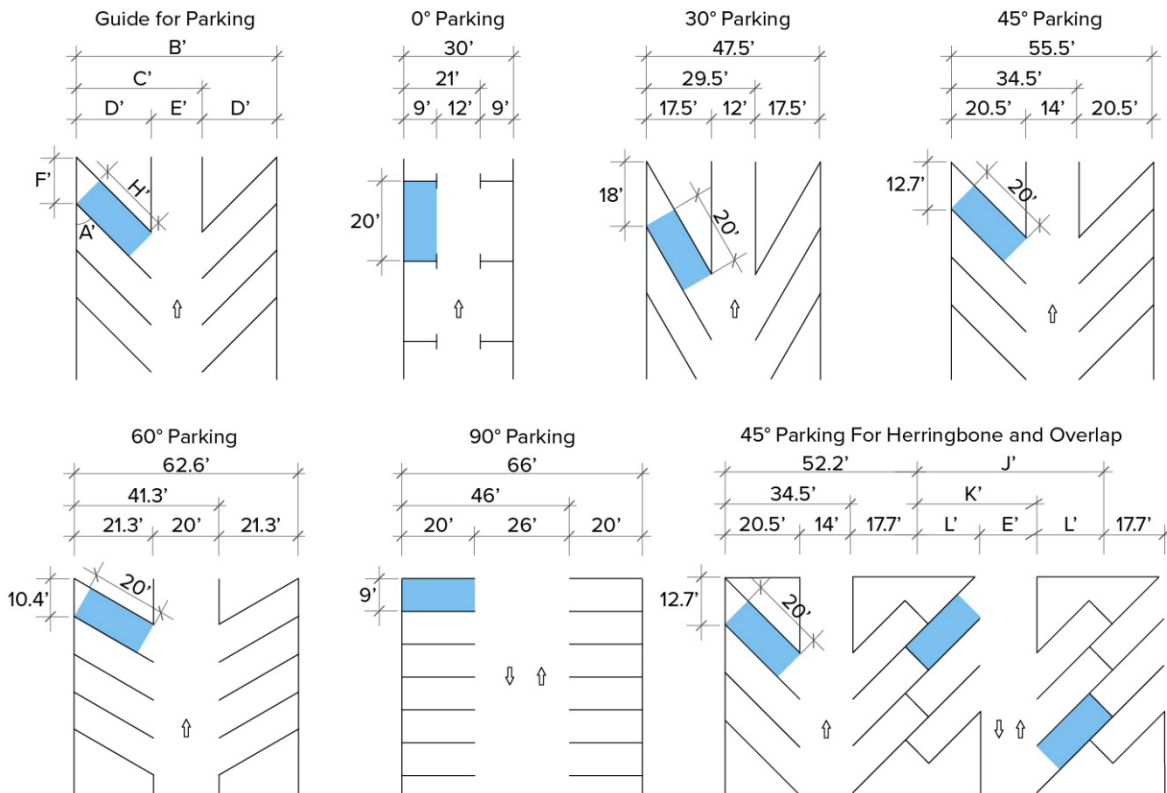 Guide for Parking
B'
C'
D' E' D'
F'
H'
A'
0° Parking
30'
21'
9' 12' 9'
20'
30° Parking
47.5'
29.5'
17.5' 12' 17.5'
18'
20'
45° Parking
55.5'
34.5'
20.5' 14' 20.5'
12.7'
20'
60° Parking
62.6'
41.3'
21.3' 20' 21.3'
10.4'
20'
90° Parking
66'
46'
20' 26' 20'
9'
45° Parking For Herringbone and Overlap
52.2' J'
34.5' K'
20.5' 14' 17.7' L' E' L' 17.7'
12.7'
20'